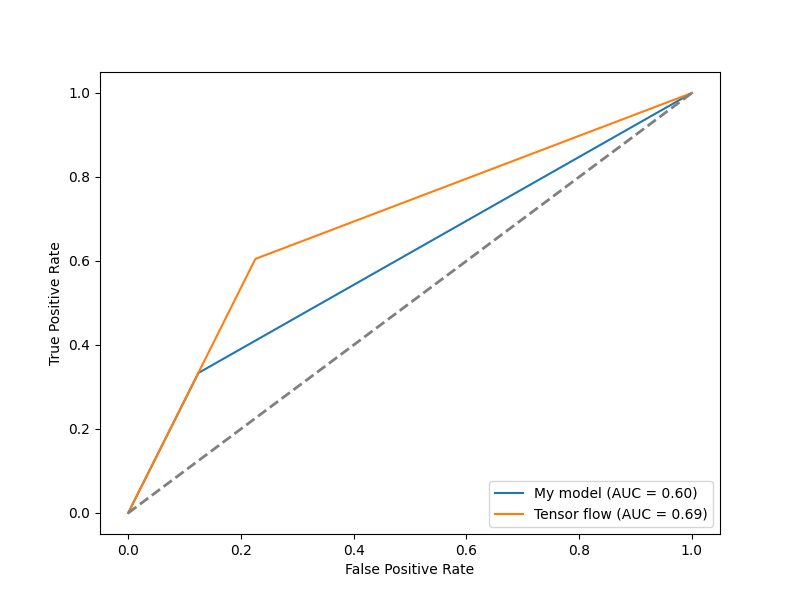 1.0
0.8
0.6
0.4
0.2
0.0
True Positive Rate
My model (AUC = 0.60)
Tensor flow (AUC = 0.69)
0.0 0.2 0.4 0.6 0.8 1.0
False Positive Rate